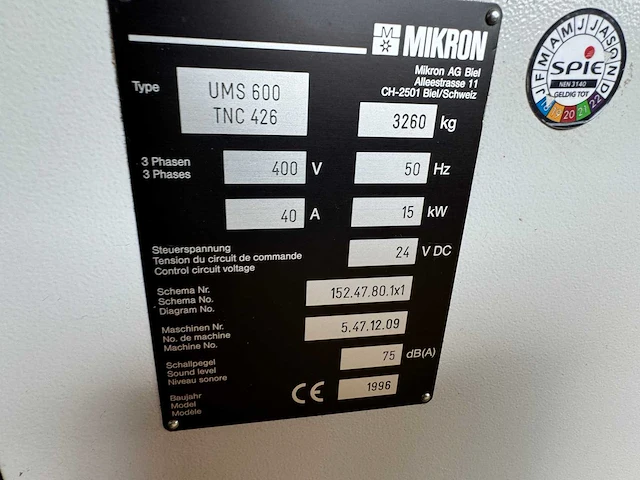 MIKRON
Mikron AG Biel
Alleestrasse 11
CH-2501 Biel/Schweiz
Type
UMS 600
TNC 426
3260 kg
3 Phasen
3 Phases
400 V
50 Hz
40 A
15 kW
Steuerspannung
Tension du circuit de commande
Control circuit voltage
24 V DC
Schema Nr.
Schema No.
Diagram No.
152.47.80.1x1
Maschinen Nr.
No. de machine
Machine No.
5.47.12.09
Schallpegel
Sound level
Niveau sonore
75 dB(A)
Baujahr
Model
Modèle
CE
1996
J F M A M J J A S O N D
SPIE
NEN 3140
GELDIG TOT
19 20 21 22